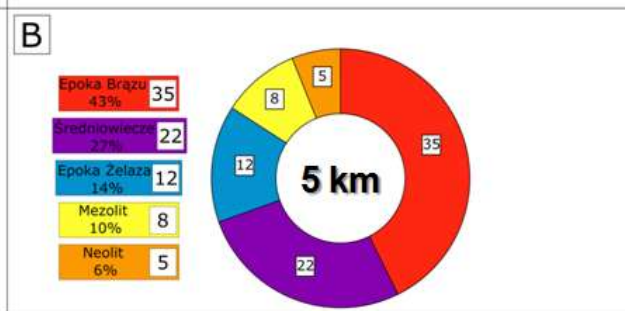 B
Epoka Brązu
43%
35
Średniowiecze
27%
22
Epoka Żelaza
14%
12
Mezolit
10%
8
Neolit
6%
5
5
8
35
12
5 km
22